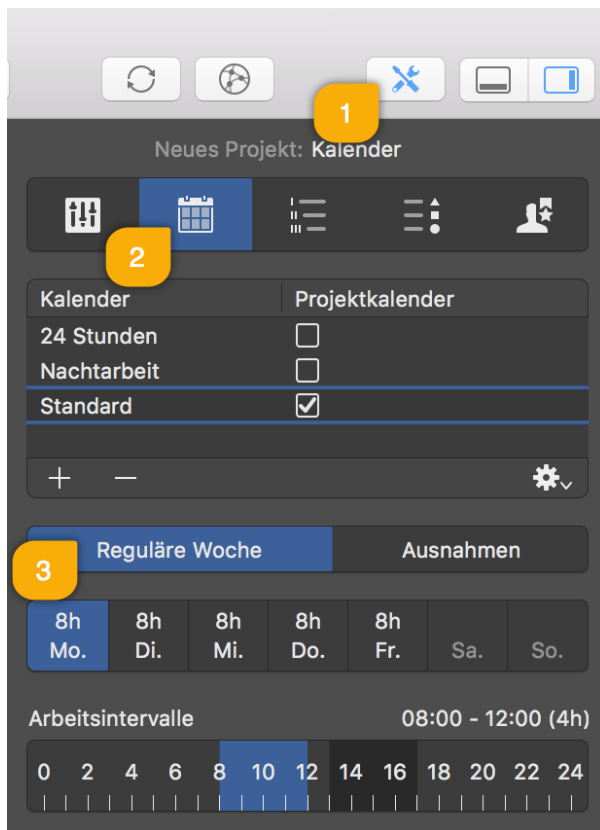 1
Neues Projekt: Kalender
2
Kalender Projektkalender
24 Stunden
Nachtarbeit
Standard
3
Reguläre Woche Ausnahmen
8h 8h 8h 8h 8h
Mo. Di. Mi. Do. Fr. Sa. So.
Arbeitsintervalle 08:00 - 12:00 (4h)
0 2 4 6 8 10 12 14 16 18 20 22 24